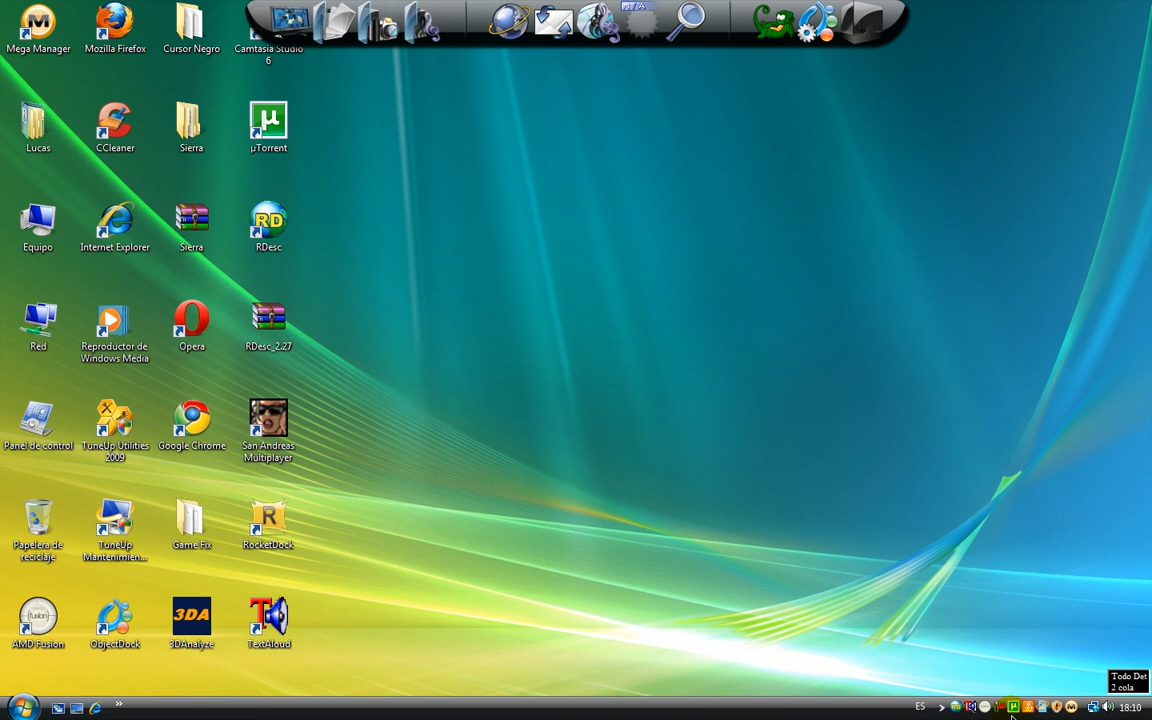 Mega Manager
Mozilla Firefox
Cursor Negro
Camtasia Studio
6
Lucas
CCleaner
Sierra
µ
µTorrent
Equipo
Internet Explorer
Sierra
RD
RDesc
Red
Reproductor de
Windows Media
Opera
RDesc_2.27
Panel de control
TuneUp Utilities
2009
Google Chrome
San Andreas
Multiplayer
Papelera de
reciclaje
TuneUp
Mantenimien...
Game Fix
R
RocketDock
fusion
AMD Fusion
ObjectDock
3DA
3DAnalyze
TextAloud
Todo Det
2 cola
ES
18:10